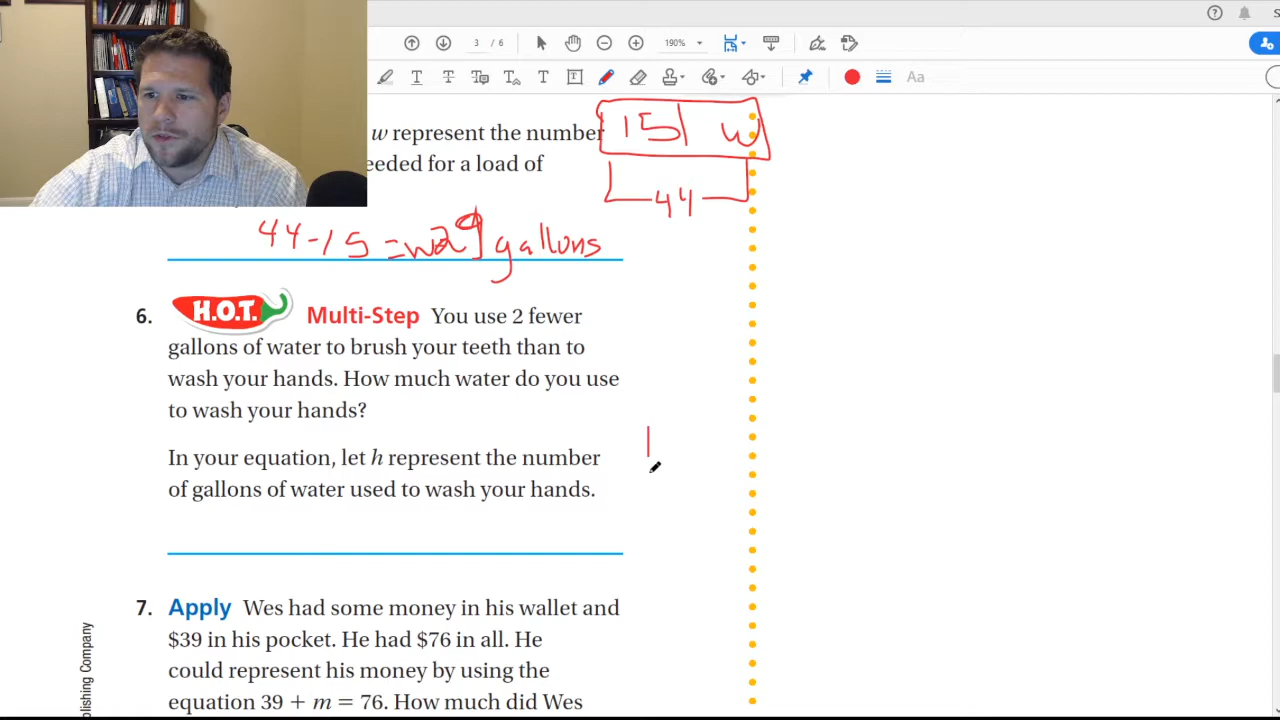 3 / 6
190%
Aa
w represent the number
eeded for a load of
15 | w
44
44-15 = w 29 gallons
6. H.O.T. Multi-Step You use 2 fewer
gallons of water to brush your teeth than to
wash your hands. How much water do you use
to wash your hands?
In your equation, let h represent the number
of gallons of water used to wash your hands.
7. Apply Wes had some money in his wallet and
$39 in his pocket. He had $76 in all. He
could represent his money by using the
equation 39 + m = 76. How much did Wes
blishing Company